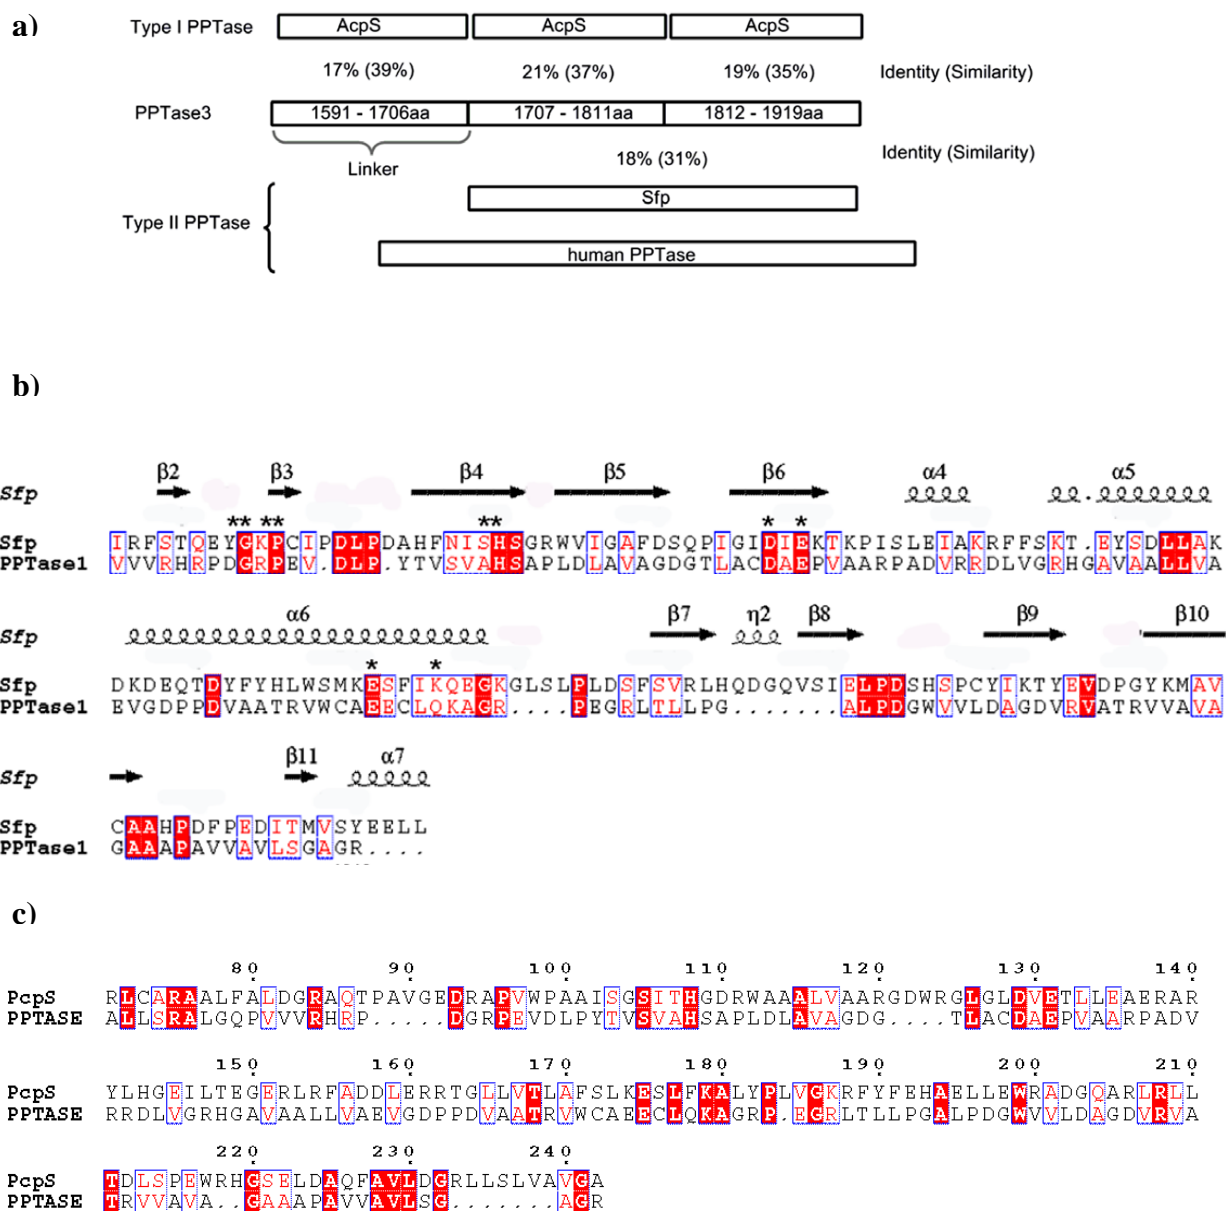 a)
Type I PPTase AcpS AcpS AcpS
17% (39%) 21% (37%) 19% (35%) Identity (Similarity)
PPTase3 1591 - 1706aa 1707 - 1811aa 1812 - 1919aa
Linker 18% (31%) Identity (Similarity)
Sfp
Type II PPTase
human PPTase
b)
β2 β3 β4 β5 β6 α4 α5
Sfp
** ** ** * *
Sfp IRFSTQEYGKPCIPDLPDAHFNISHSGRWVIGAFDSQPIGIDIEKTKPISLEIAKRFFSKT.EYSDLLAK
PPTase1 VVVRHRPDGRPEV.DLP.YTVSVAHSAPLDLAVAGDGTLACDAEPVAARPADVRRDLVGRHGAVAALLVA
α6 β7 η2 β8 β9 β10
Sfp
* *
Sfp DKDEQTDYFYHLWSMKESFIKQEGKGLSLPLDSFSVRLHQDGQVSIELPDSHSPCYIKTYEVDPGYKMAV
PPTase1 EVGDPPDVAATRVWCAEECLQKAGR....PEGRLTLLPG.......ALPDGWVVLDAGDVRVATRVVAVA
β11 α7
Sfp
Sfp CAAHPDFPEDITMVSYEELL
PPTase1 GAAAPAVVAVLSGAGR....
c)
80 90 100 110 120 130 140
PcpS RLCARAALFALDGRAQTPAVGEDRAPVWPAAISGSITHGDRWAAALVAARGDWRGLGLDVETLLEAERAR
PPTASE ALLSRALGQPVVVRHRP.....DGRPEVDLPYTVSVAHSAPLDLAVAGDG....TLACDAEPVAARPADV
150 160 170 180 190 200 210
PcpS YLHGEILTEGERLRFADDLERRTGLLVTLAFSLKESLFKALYPLVGKRFYFEHAELLEWRADGQARLRLL
PPTASE RRDLVGRHGAVAALLVAEVGDPPDVAATRVWCAEECLQKAGRP.EGRLTLLPGALPDGWVVLDAGDVRVA
220 230 240
PcpS TDLSPEWRHGSELDAQFAVLDGRLLSLVAVGA
PPTASE TRVVAVA..GAAAPAVVAVLSG.......AGR